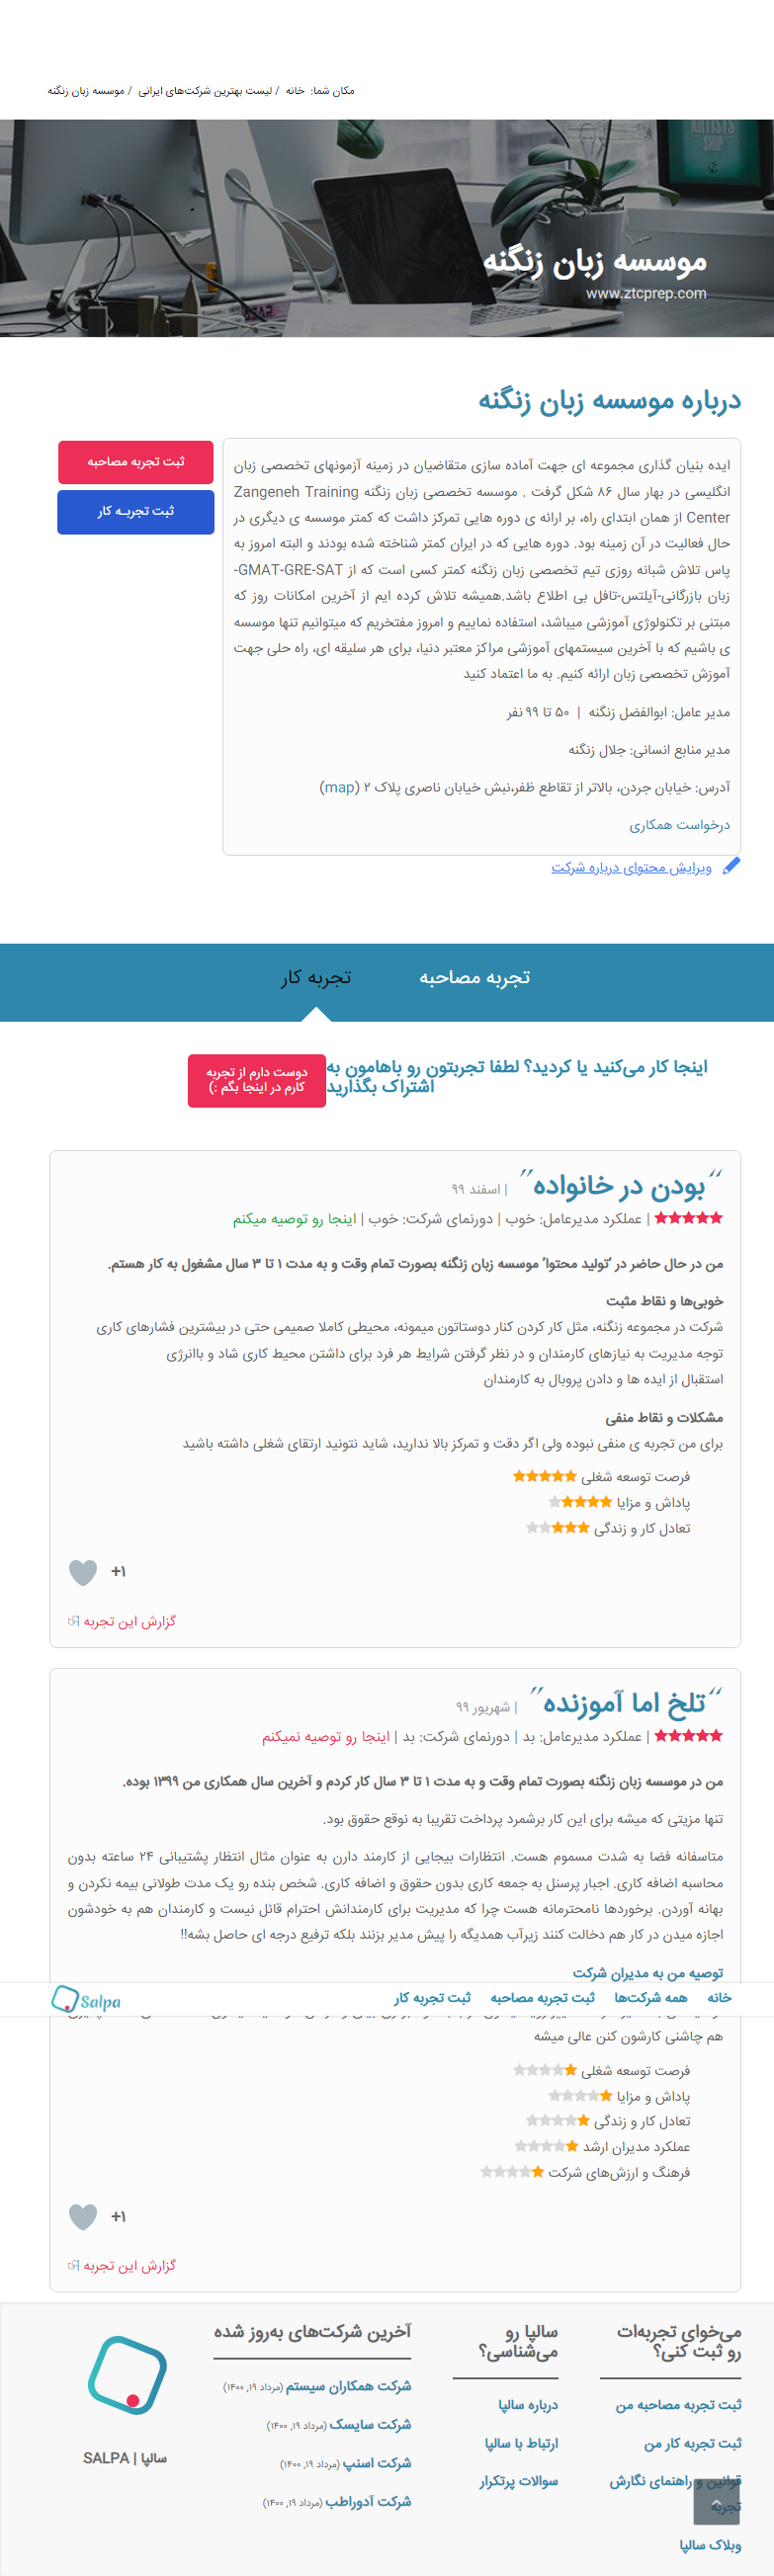 مکان شما: خانه / لیست بهترین شرکت‌های ایرانی / موسسه زبان زنگنه
ARTISTS
SHIP
موسسه زبان زنگنه
www.ztcprep.com
درباره موسسه زبان زنگنه
ایده بنیان گذاری مجموعه ای جهت آماده سازی متقاضیان در زمینه آزمونهای تخصصی زبان
انگلیسی در بهار سال ۸۶ شکل گرفت . موسسه تخصصی زبان زنگنه Zangeneh Training
Center از همان ابتدای راه، بر ارائه ی دوره هایی تمرکز داشت که کمتر موسسه ی دیگری در
حال فعالیت در آن زمینه بود. دوره هایی که در ایران کمتر شناخته شده بودند و البته امروز به
پاس تلاش شبانه روزی تیم تخصصی زبان زنگنه کمتر کسی است که از GMAT-GRE-SAT-
زبان بازرگانی-آیلتس-تافل بی اطلاع باشد.همیشه تلاش کرده ایم از آخرین امکانات روز که
مبتنی بر تکنولوژی آموزشی میباشد، استفاده نماییم و امروز مفتخریم که میتوانیم تنها موسسه
ی باشیم که با آخرین سیستمهای آموزشی مراکز معتبر دنیا، برای هر سلیقه ای، راه حلی جهت
آموزش تخصصی زبان ارائه کنیم. به ما اعتماد کنید
مدیر عامل: ابوالفضل زنگنه | ۵۰ تا ۹۹ نفر
مدیر منابع انسانی: جلال زنگنه
آدرس: خیابان جردن، بالاتر از تقاطع ظفر،نبش خیابان ناصری پلاک ۲ (map)
درخواست همکاری
ویرایش محتوای درباره شرکت
ثبت تجربه مصاحبه
ثبت تجربـه کار
تجربه مصاحبه
تجربه کار
اینجا کار می‌کنید یا کردید؟ لطفا تجربتون رو باهامون به
اشتراک بگذارید
دوست دارم از تجربه
کارم در اینجا بگم :)
“بودن در خانواده” | اسفند ۹۹
| عملکرد مدیرعامل: خوب | دورنمای شرکت: خوب | اینجا رو توصیه میکنم
من در حال حاضر در ‘تولید محتوا’ موسسه زبان زنگنه بصورت تمام وقت و به مدت ۱ تا ۳ سال مشغول به کار هستم.
خوبی‌ها و نقاط مثبت
شرکت در مجموعه زنگنه، مثل کار کردن کنار دوستاتون میمونه، محیطی کاملا صمیمی حتی در بیشترین فشارهای کاری
توجه مدیریت به نیازهای کارمندان و در نظر گرفتن شرایط هر فرد برای داشتن محیط کاری شاد و باانرژی
استقبال از ایده ها و دادن پروبال به کارمندان
مشکلات و نقاط منفی
برای من تجربه ی منفی نبوده ولی اگر دقت و تمرکز بالا ندارید، شاید نتونید ارتقای شغلی داشته باشید
فرصت توسعه شغلی
پاداش و مزایا
تعادل کار و زندگی
+۱
گزارش این تجربه
“تلخ اما آموزنده” | شهریور ۹۹
| عملکرد مدیرعامل: بد | دورنمای شرکت: بد | اینجا رو توصیه نمیکنم
من در موسسه زبان زنگنه بصورت تمام وقت و به مدت ۱ تا ۳ سال کار کردم و آخرین سال همکاری من ۱۳۹۹ بوده.
تنها مزیتی که میشه برای این کار برشمرد پرداخت تقریبا به نوقع حقوق بود.
متاسفانه فضا به شدت مسموم هست. انتظارات بیجایی از کارمند دارن به عنوان مثال انتظار پشتیبانی ۲۴ ساعته بدون
محاسبه اضافه کاری. اجبار پرسنل به جمعه کاری بدون حقوق و اضافه کاری. شخص بنده رو یک مدت طولانی بیمه نکردن و
بهانه آوردن. برخوردها نامحترمانه هست چرا که مدیریت برای کارمندانش احترام قائل نیست و کارمندان هم به خودشون
اجازه میدن در کار هم دخالت کنند زیرآب همدیگه را پیش مدیر بزنند بلکه ترفیع درجه ای حاصل بشه!!
توصیه من به مدیران شرکت
خانه
همه شرکت‌ها
ثبت تجربه مصاحبه
ثبت تجربه کار
Salpa
هم چاشنی کارشون کنن عالی میشه
فرصت توسعه شغلی
پاداش و مزایا
تعادل کار و زندگی
عملکرد مدیران ارشد
فرهنگ و ارزش‌های شرکت
+۱
گزارش این تجربه
می‌خوای تجربه‌ات
رو ثبت کنی؟
ثبت تجربه مصاحبه من
ثبت تجربه کار من
قوانین و راهنمای نگارش
تجربه
وبلاک سالپا
سالپا رو
می‌شناسی؟
درباره سالپا
ارتباط با سالپا
سوالات پرتکرار
آخرین شرکت‌های به‌روز شده
شرکت همکاران سیستم (مرداد ۱۹, ۱۴۰۰)
شرکت سایسک (مرداد ۱۹, ۱۴۰۰)
شرکت اسنپ (مرداد ۱۹, ۱۴۰۰)
شرکت آدوراطب (مرداد ۱۹, ۱۴۰۰)
سالپا | SALPA